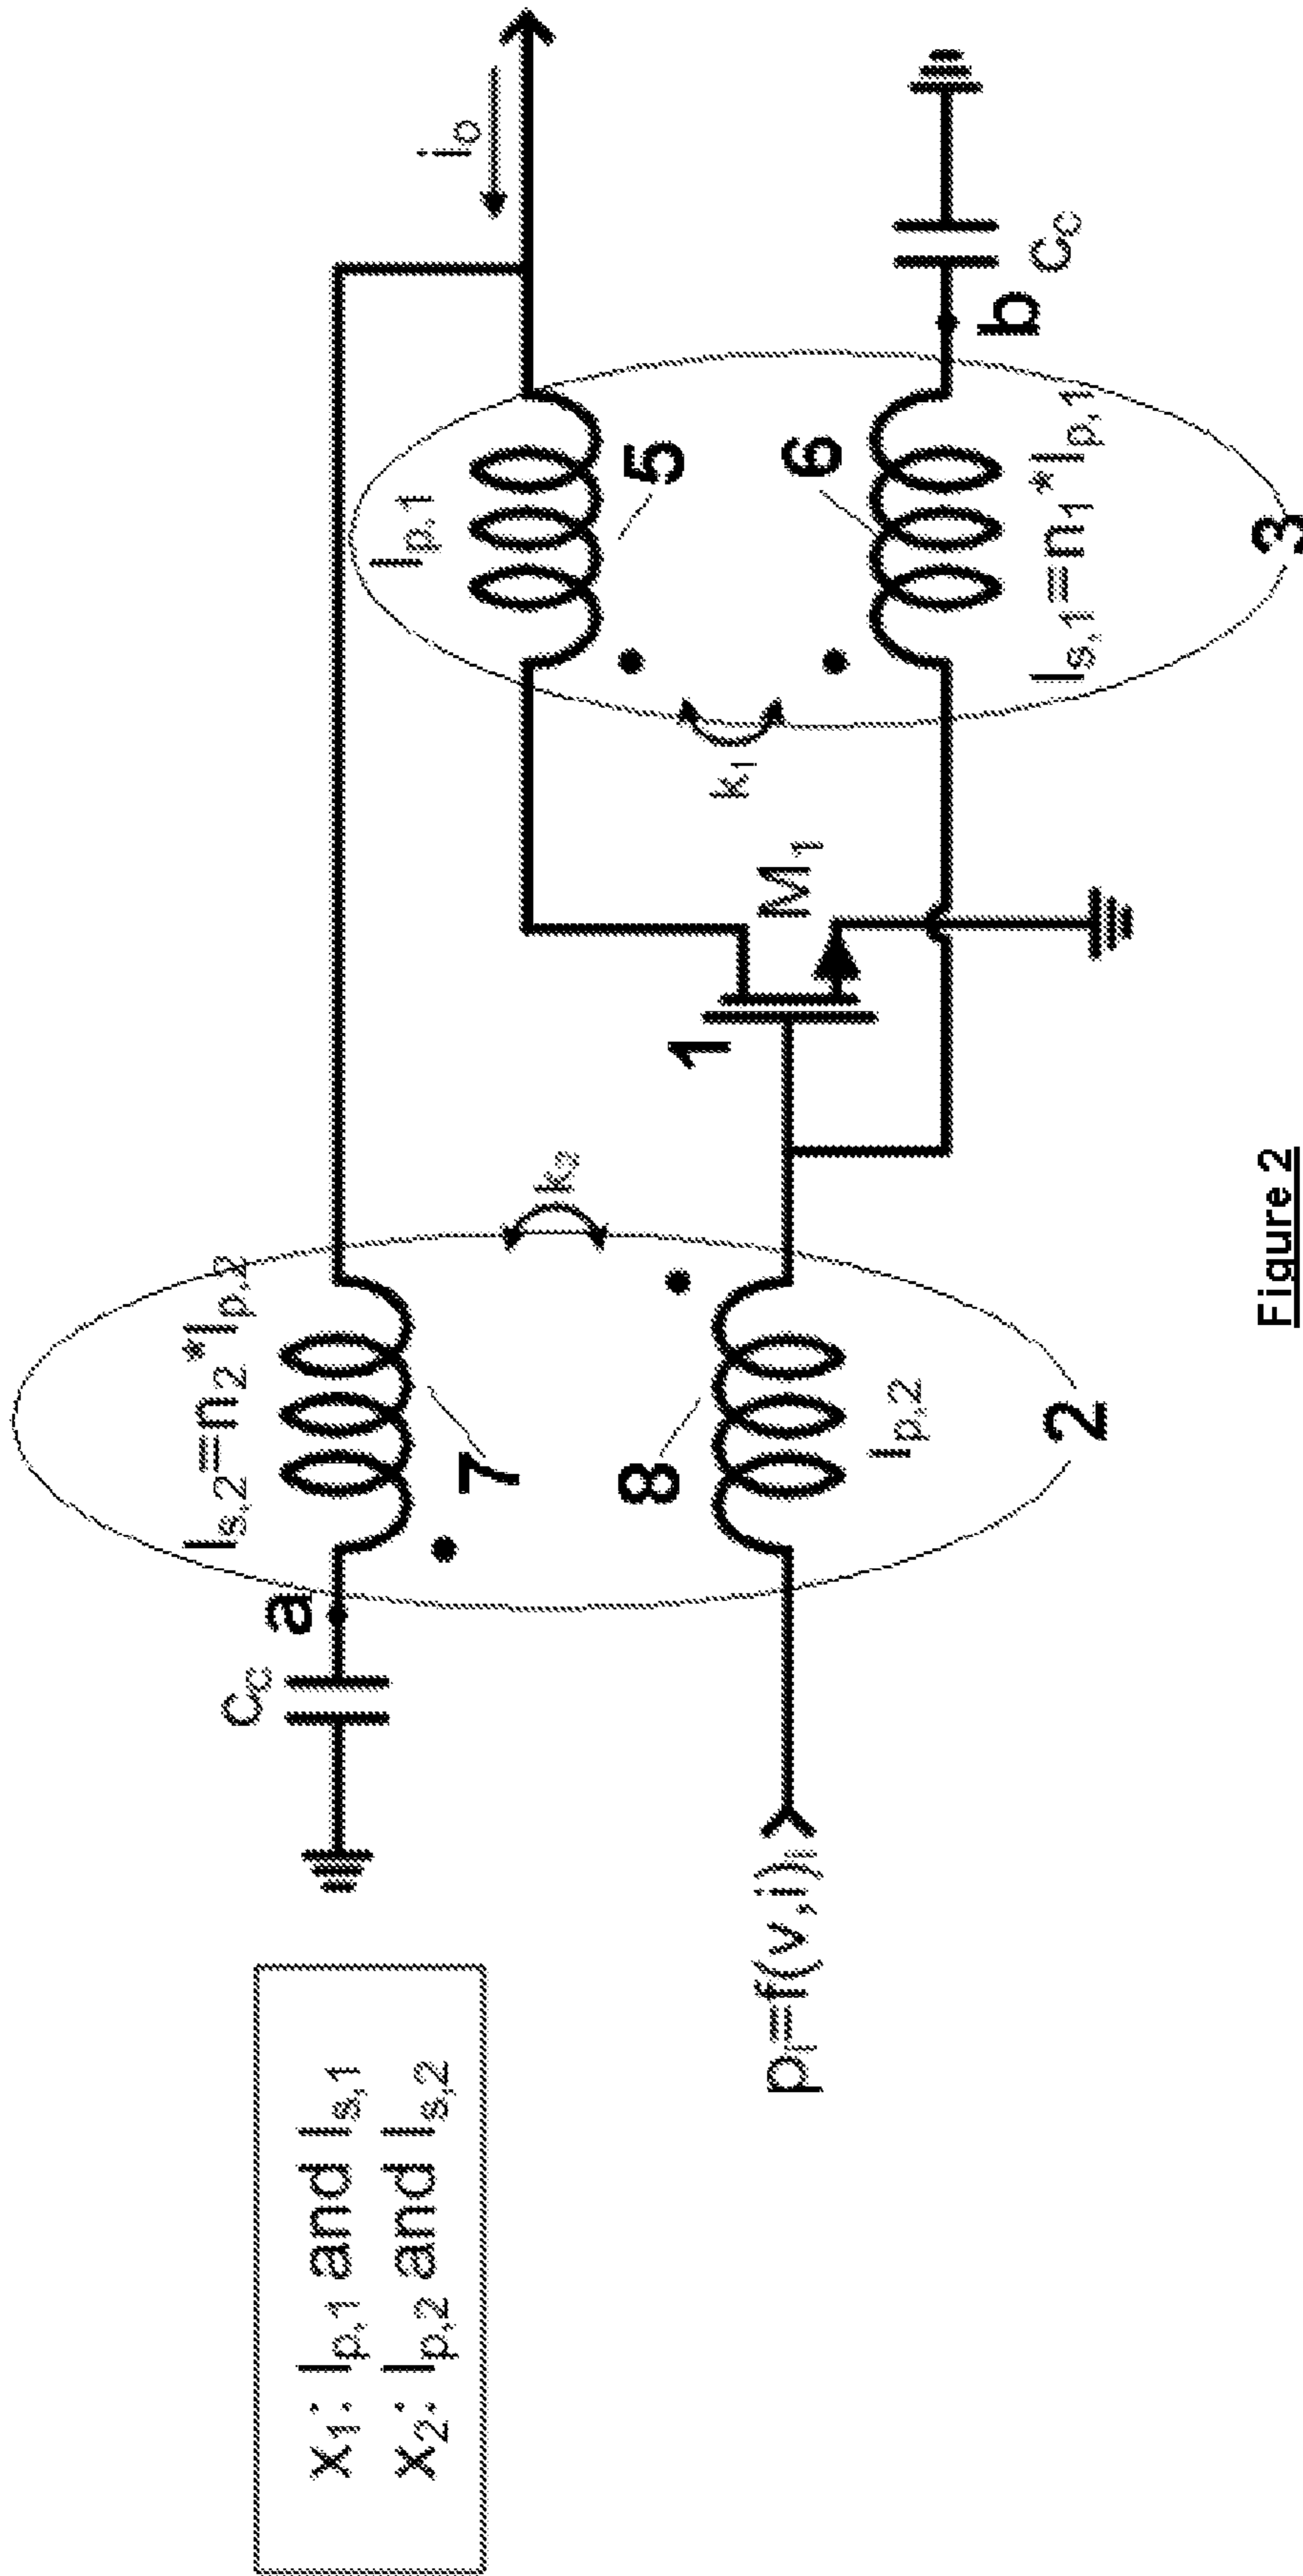 x₁: lp,1 and ls,1
x₂: lp,2 and ls,2
Cc
a
ls,2=n₂*lp,2
7
k₂
8
lp,2
2
pᵢ=f(v,i)ᵢ
1
M₁
k₁
lp,1
5
6
ls,1=n₁*lp,1
3
iₒ
b
Cc
Figure 2